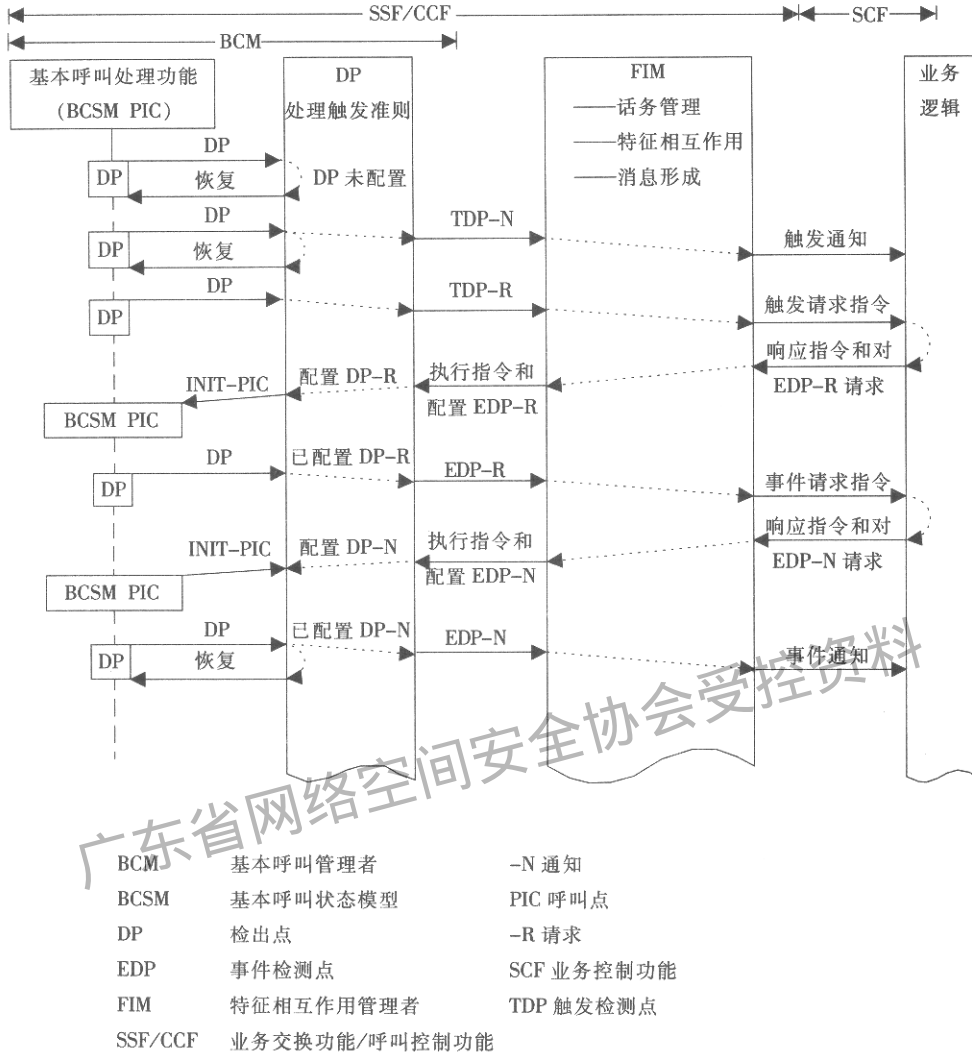 SSF/CCF SCF
BCM
基本呼叫处理功能 DP FIM 业务
(BCSM PIC) 处理触发准则 ——话务管理 逻辑
——特征相互作用
DP
DP 恢复 DP 未配置 ——消息形成
DP TDP-N
DP 恢复 触发通知
DP TDP-R
DP 触发请求指令
响应指令和对
INIT-PIC 配置 DP-R 执行指令和 EDP-R 请求
BCSM PIC 配置 EDP-R
DP 已配置 DP-R EDP-R
DP 事件请求指令
响应指令和对
INIT-PIC 配置 DP-N 执行指令和 EDP-N 请求
BCSM PIC 配置 EDP-N
DP 已配置 DP-N EDP-N
DP 恢复 事件通知
广东省网络空间安全协会受控资料
BCM 基本呼叫管理者 -N 通知
BCSM 基本呼叫状态模型 PIC 呼叫点
DP 检出点 -R 请求
EDP 事件检测点 SCF 业务控制功能
FIM 特征相互作用管理者 TDP 触发检测点
SSF/CCF 业务交换功能/呼叫控制功能